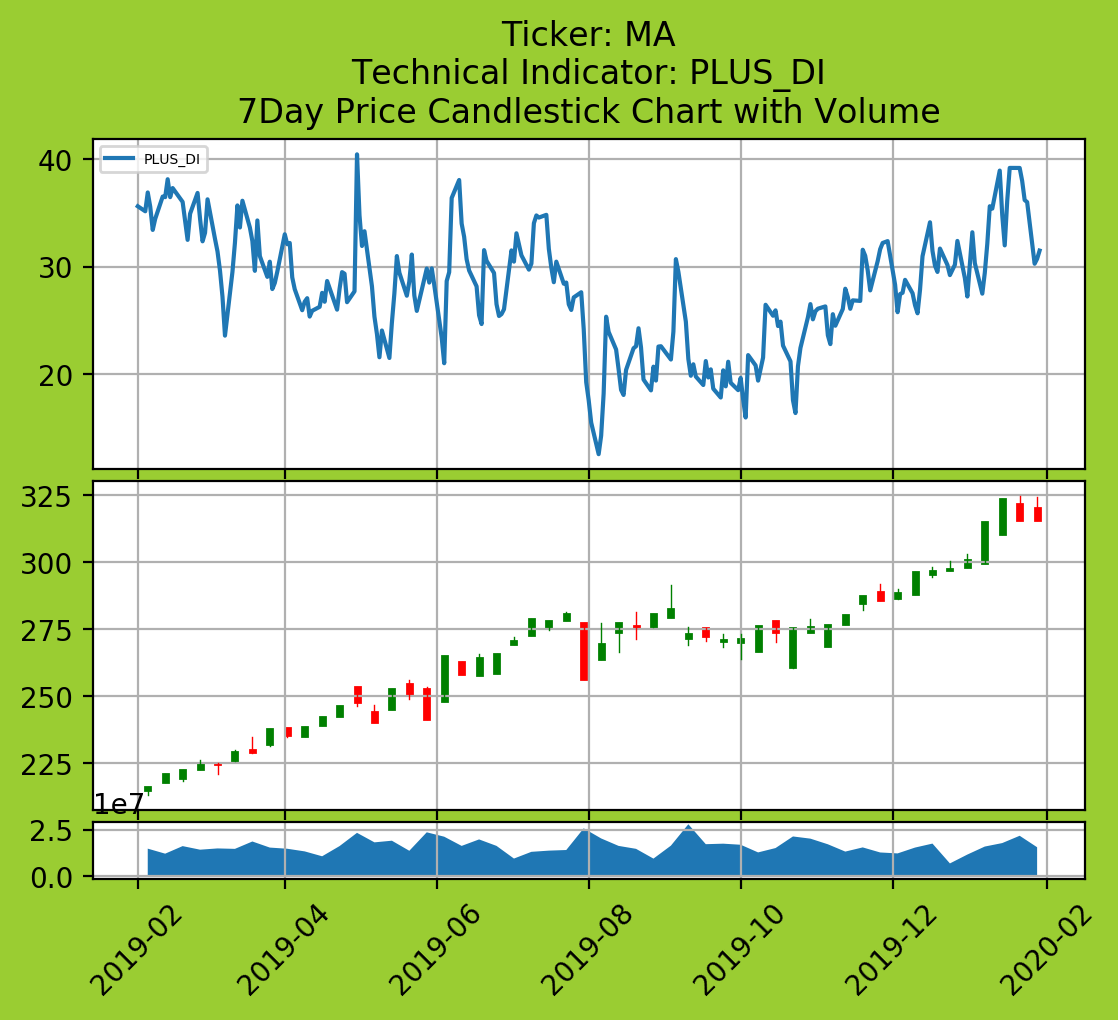 Ticker: MA
Technical Indicator: PLUS_DI
7Day Price Candlestick Chart with Volume
PLUS_DI
40
30
20
325
300
275
250
225
1e7
2.5
0.0
2019-02 2019-04 2019-06 2019-08 2019-10 2019-12 2020-02